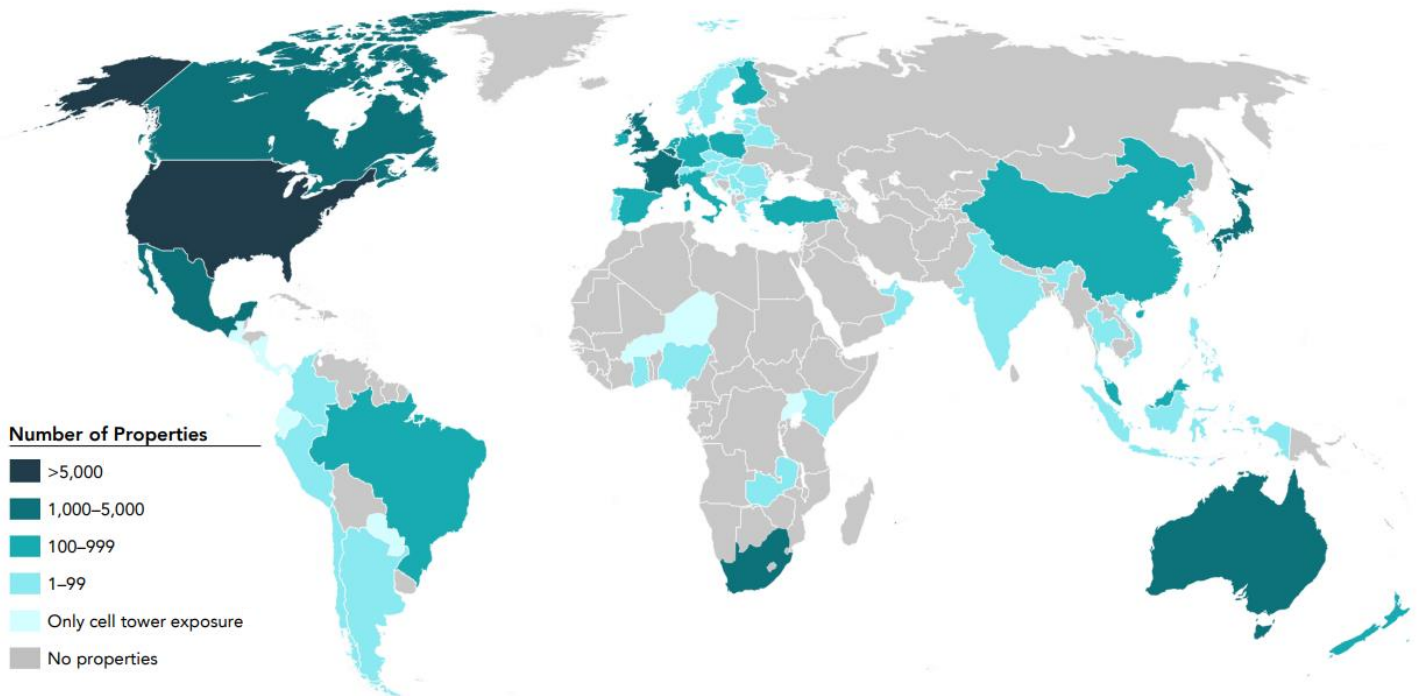 Number of Properties
>5,000
1,000–5,000
100–999
1–99
Only cell tower exposure
No properties